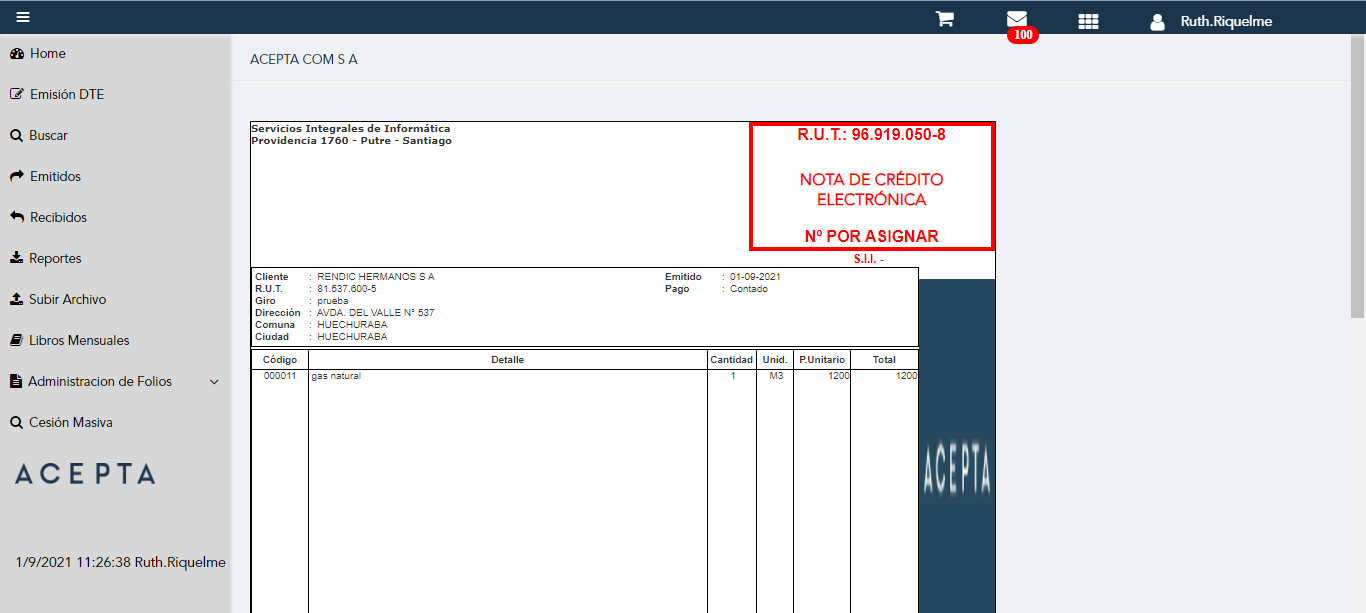 Ruth.Riquelme
100
Home
Emisión DTE
Buscar
Emitidos
Recibidos
Reportes
Subir Archivo
Libros Mensuales
Administracion de Folios
Cesión Masiva
ACEPTA
1/9/2021 11:26:38 Ruth.Riquelme
ACEPTA COM S A
Servicios Integrales de Informática
Providencia 1760 - Putre - Santiago
R.U.T.: 96.919.050-8
NOTA DE CRÉDITO
ELECTRÓNICA
Nº POR ASIGNAR
S.I.I. -
Cliente : RENDIC HERMANOS S A Emitido : 01-09-2021
R.U.T. : 81.537.600-5 Pago : Contado
Giro : prueba
Dirección : AVDA. DEL VALLE N° 537
Comuna : HUECHURABA
Ciudad : HUECHURABA
Código Detalle Cantidad Unid. P.Unitario Total
000011 gas natural 1 M3 1200 1200
ACEPTA